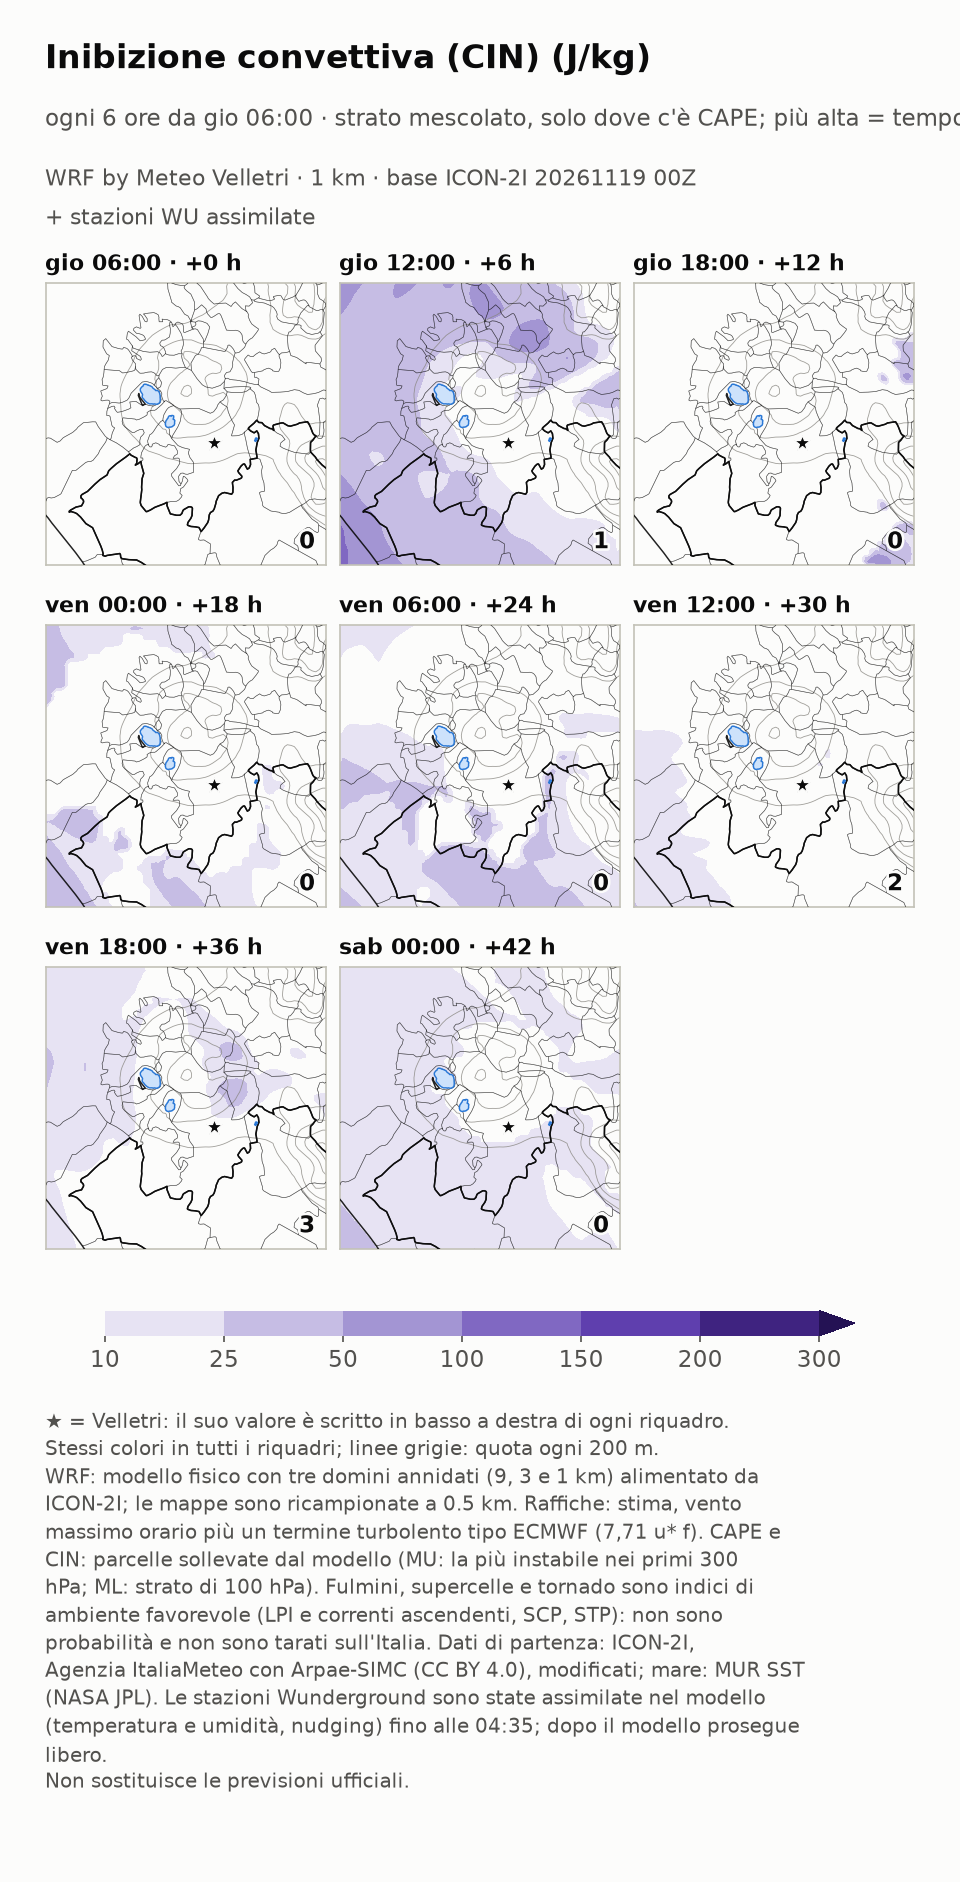 Inibizione convettiva (CIN) (J/kg)
ogni 6 ore da gio 06:00 · strato mescolato, solo dove c'è CAPE; più alta = tempo
WRF by Meteo Velletri · 1 km · base ICON-2I 20261119 00Z
+ stazioni WU assimilate
gio 06:00 · +0 h
gio 12:00 · +6 h
gio 18:00 · +12 h
0
1
0
ven 00:00 · +18 h
ven 06:00 · +24 h
ven 12:00 · +30 h
0
0
2
ven 18:00 · +36 h
sab 00:00 · +42 h
3
0
10 25 50 100 150 200 300
★ = Velletri: il suo valore è scritto in basso a destra di ogni riquadro.
Stessi colori in tutti i riquadri; linee grigie: quota ogni 200 m.
WRF: modello fisico con tre domini annidati (9, 3 e 1 km) alimentato da
ICON-2I; le mappe sono ricampionate a 0.5 km. Raffiche: stima, vento
massimo orario più un termine turbolento tipo ECMWF (7,71 u* f). CAPE e
CIN: parcelle sollevate dal modello (MU: la più instabile nei primi 300
hPa; ML: strato di 100 hPa). Fulmini, supercelle e tornado sono indici di
ambiente favorevole (LPI e correnti ascendenti, SCP, STP): non sono
probabilità e non sono tarati sull'Italia. Dati di partenza: ICON-2I,
Agenzia ItaliaMeteo con Arpae-SIMC (CC BY 4.0), modificati; mare: MUR SST
(NASA JPL). Le stazioni Wunderground sono state assimilate nel modello
(temperatura e umidità, nudging) fino alle 04:35; dopo il modello prosegue
libero.
Non sostituisce le previsioni ufficiali.